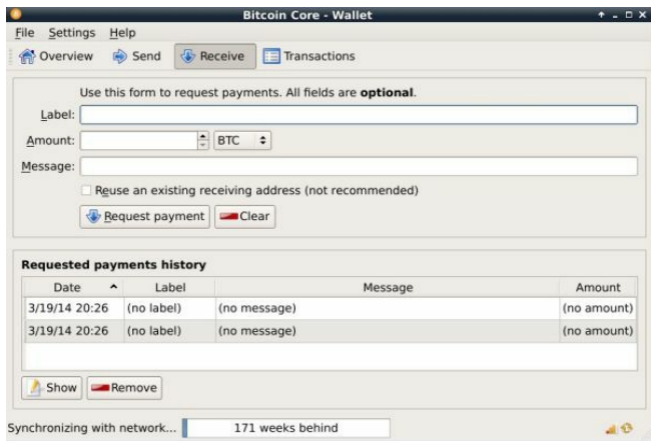 Bitcoin Core - Wallet
File Settings Help
Overview Send Receive Transactions
Use this form to request payments. All fields are optional.
Label:
Amount: BTC
Message:
Reuse an existing receiving address (not recommended)
Request payment Clear
Requested payments history
Date Label Message Amount
3/19/14 20:26 (no label) (no message) (no amount)
3/19/14 20:26 (no label) (no message) (no amount)
Show Remove
Synchronizing with network... 171 weeks behind